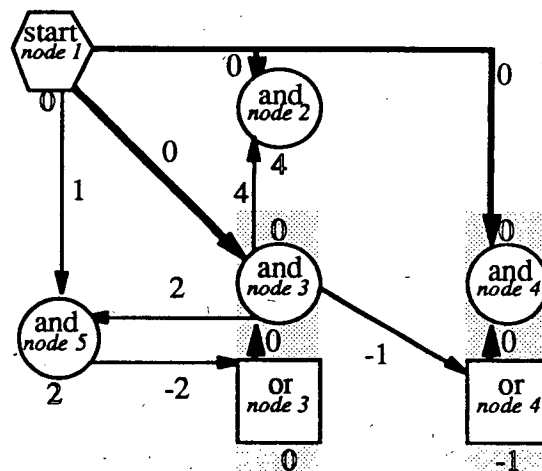 start
node 1
0
0
0
and
node 2
0
1
4
4
0
0
and
node 3
and
node 4
2
and
node 5
0
-1
0
2
-2
or
node 3
or
node 4
0
-1